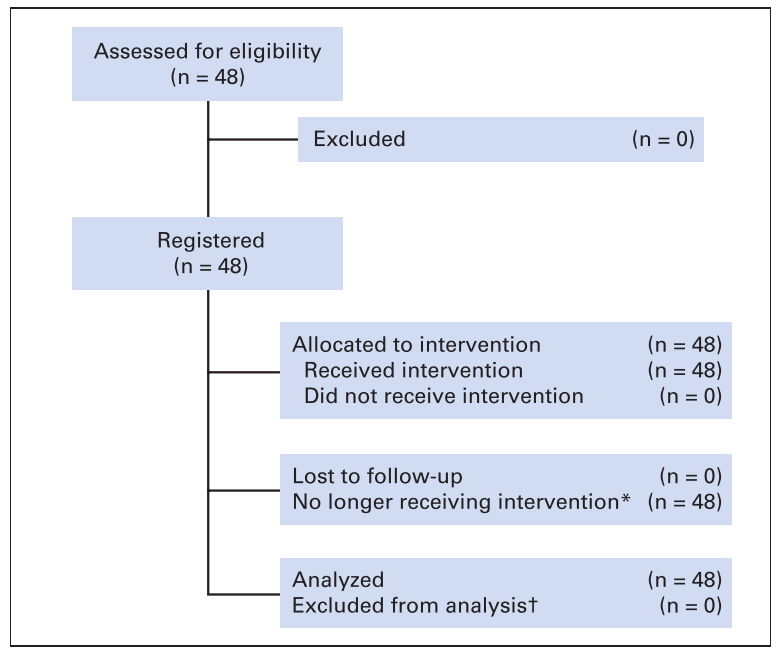 Assessed for eligibility
(n = 48)
Excluded (n = 0)
Registered
(n = 48)
Allocated to intervention (n = 48)
Received intervention (n = 48)
Did not receive intervention (n = 0)
Lost to follow-up (n = 0)
No longer receiving intervention* (n = 48)
Analyzed (n = 48)
Excluded from analysis† (n = 0)